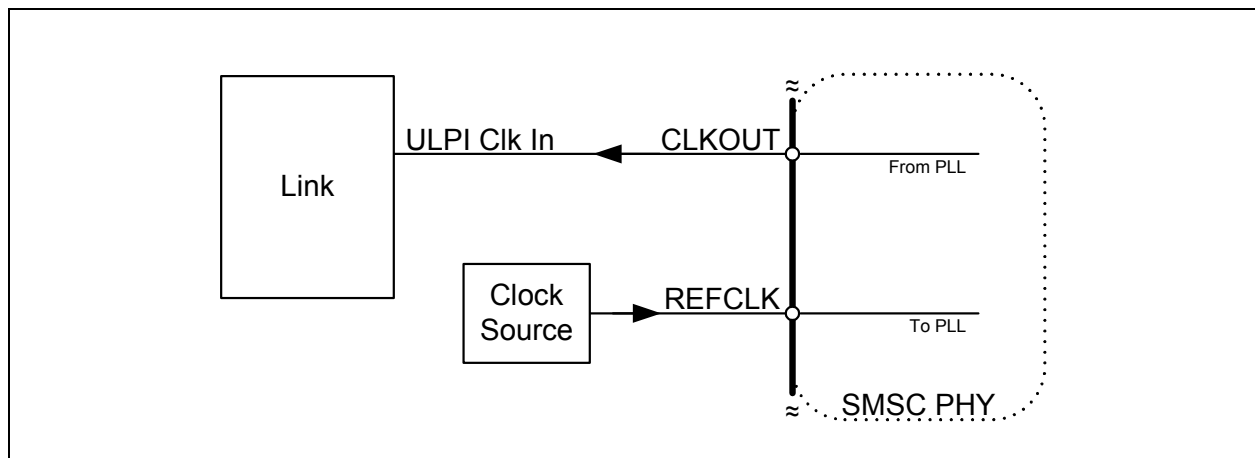 ULPI Clk In
CLKOUT
From PLL
Link
Clock
Source
REFCLK
To PLL
SMSC PHY